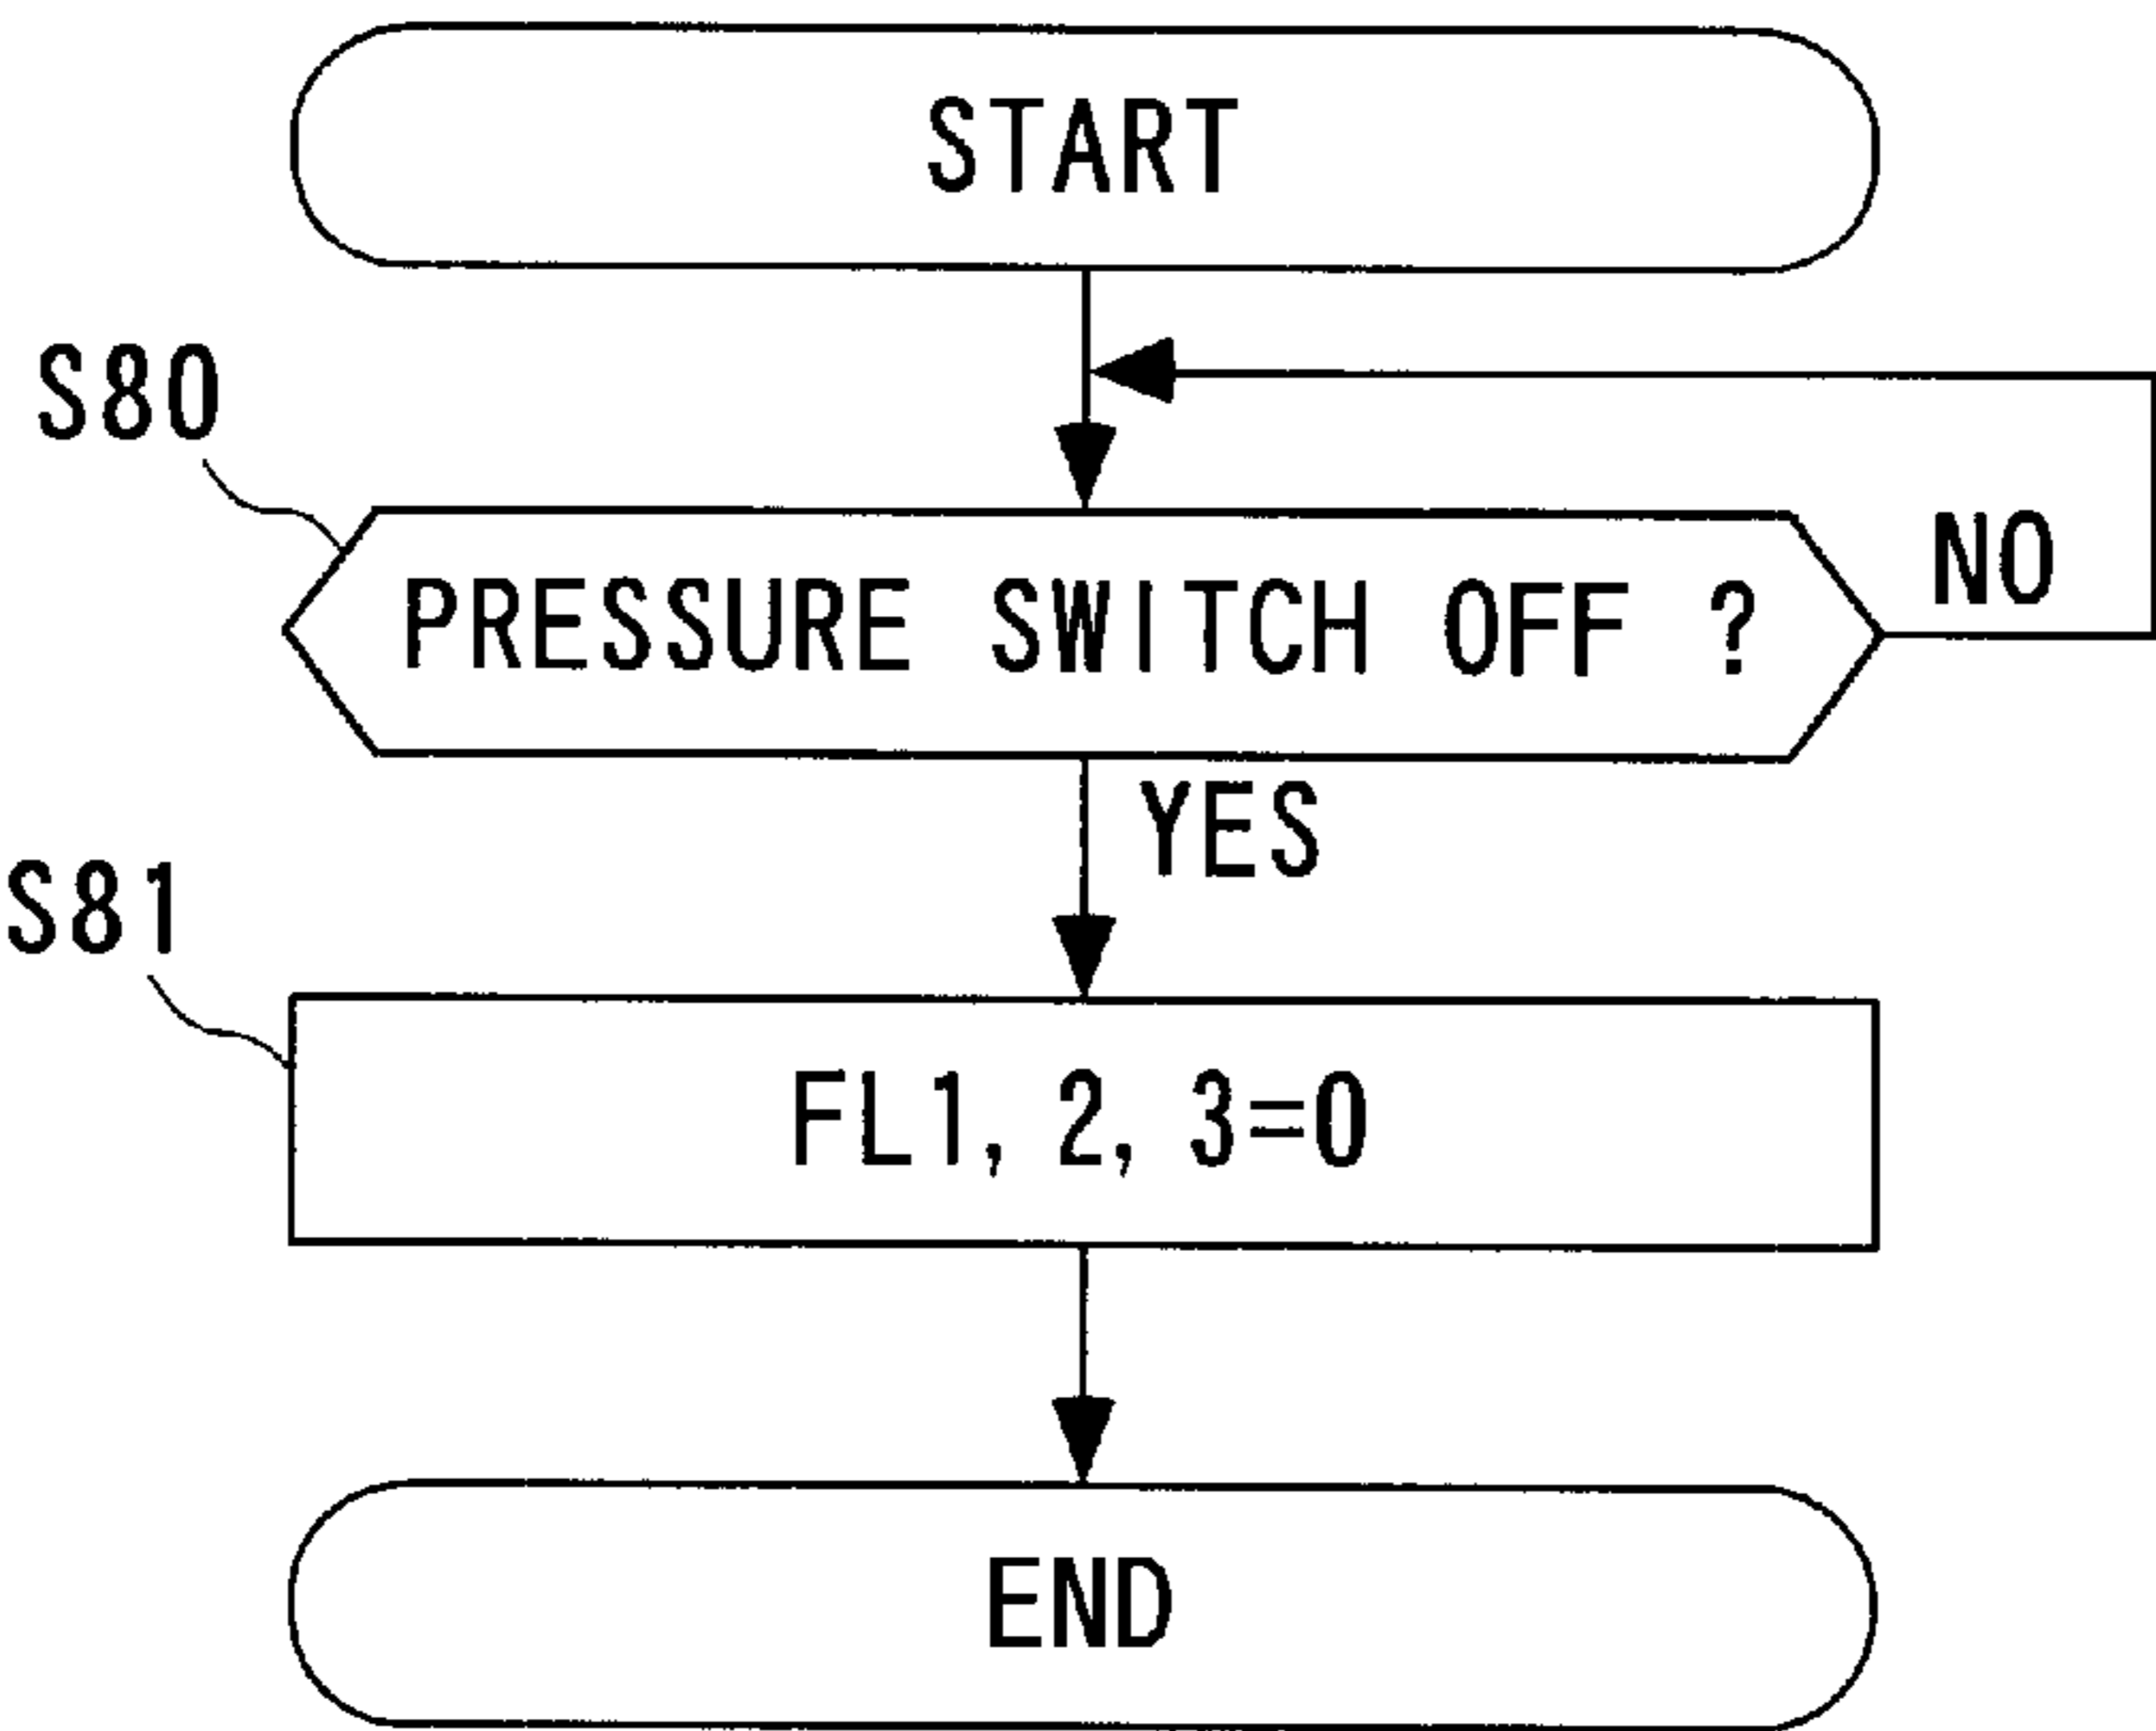 START
S80
PRESSURE SWITCH OFF ?
NO
YES
S81
FL1, 2, 3=0
END